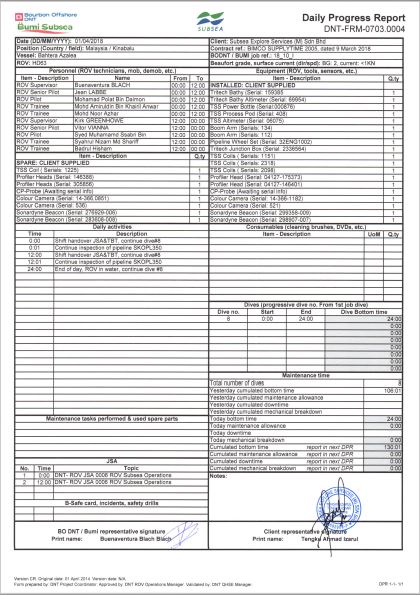 Bourbon Offshore
DNT
Bumi Subsea
SUBSEA
Daily Progress Report
DNT-FRM-0703.0004
Date (DD/MM/YYYY): 01/04/2018
Client: Subsea Explore Services (M) Sdn Bhd
Position (Country / field): Malaysia / Kinabalu
Contract ref.: BIMCO SUPPLYTIME 2005, dated 9 March 2018
Vessel: Bahtera Azalea
BODNT / BUMI job ref.: 18_10_I
ROV: HD63
Beaufort grade, surface current (dir/spd): BG: 2, current: <1KN
Personnel (ROV technicians, mob, demob, etc.)
Equipment (ROV, tools, sensors, etc.)
Item - Description Name From To
Item - Description Q.ty
ROV Supervisor Buenaventura BLACH 00:00 12:00
INSTALLED: CLIENT SUPPLIED
ROV Senior Pilot Jeen LABBE 00:00 12:00
Tritech Bathy (Serial: 159385 1
ROV Pilot Mohamad Polat Bin Daimon 00:00 12:00
Tritech Bathy Altimeter (Serial: 69954) 1
ROV Trainee Mohd Amiruldin Bin Khairil Anwar 00:00 12:00
TSS Power Bottle (Serial:000876) 1
ROV Trainee Mohd Noor Azhar 00:00 12:00
TSS Process Pod (Serial: 408) 1
ROV Supervisor Kirk GREENHOWE 12:00 00:00
TSS Altimeter (Serial: 06075) 1
ROV Senior Pilot Vitor VIANNA 12:00 00:00
Boom Arm (Serial: 134) 1
ROV Pilot Syed Muhamame Ssabri Bin 12:00 00:00
Boom Arm (Serial: 112) 1
ROV Trainee Syahrul Nizam Md Shariff 12:00 00:00
Pipeline Wheel Set (Serial: 32EN1002) 1
ROV Trainee Badrul Hisham 12:00 00:00
Tritech Junction Box (Serial: 2336564) 1
Item - Description Q.ty
TSS Coils (Serial: 1151) 1
SPARE: CLIENT SUPPLIED
TSS Coils (Serial: 2318) 1
TSS Coil (Serials: 1225) 1
TSS Coils (Serial: 2098) 1
Profiler Heads (Serial: 146388) 1
Profiler Head (Serial: 04127-175373) 1
Profiler Heads (Serial: 305856) 1
Profiler Head (Serial: 04127-146401) 1
CP-Probe (Awaiting serial info) 1
CP-Probe (Awaiting serial info) 1
Colour Camera (Serial: 14-366.0851) 1
Colour Camera (Serial: 14-366-1182) 1
Colour Camera (Serial: 536) 1
Colour Camera (Serial: 521) 1
Sonardyne Beacon (Serial: 276929-006) 1
Sonardyne Beacon (Serial: 299358-009) 1
Sonardyne Beacon (Serial: 283608-008) 1
Sonardyne Beacon (Serial: 298907-007) 1
Daily activities
Consumables (cleaning brushes, DVDs, etc.)
Time Description
Item - Description UoM Q.ty
0:00 Shift handover JSA&TBT, continue dive#8
0:01 Continue inspection of pipeline SKOPL350
12:00 Shift handover JSA&TBT, continue dive#8
12:01 Continue inspection of pipeline SKOPL350
24:00 End of day, ROV in water, continue dive #8
Dives (progressive dive no. From 1st job dive)
Dive no. Start End Dive Bottom time
8 0:00 24:00 24:00
0:00
0:00
0:00
0:00
0:00
0:00
0:00
Maintenance time
Total number of dives 8
Yesterday cumulated bottom time 106:01
Yesterday cumulated maintenance allowance
Yesterday cumulated downtime
Yesterday cumulated mechanical breakdown
Maintenance tasks performed & used spare parts
Today bottom time 24:00
Today maintenance allowance 0:00
Today downtime
Today mechanical breakdown 0:00
Cumulated bottom time report in next DPR 130:01
Cumulated maintenance allowance report in next DPR 0:00
Cumulated downtime report in next DPR 0:00
Cumulated mechanical breakdown report in next DPR 0:00
JSA
Notes:
No. Time Topic
1 0:00 DNT- ROV JSA 0006 ROV Subsea Operations
2 12:00 DNT- ROV JSA 0006 ROV Subsea Operations
B-Safe card, incidents, safety drills
BO DNT / Bumi representative signature
Client representative signature
Print name: Buenaventura Blach Blach
Print name: Tengku Ahmad Izarul
Version CR. Original date: 01 April 2014. Version date: N/A.
Form prepared by: DNT Project Coordinator. Approved by: DNT ROV Operations Manager. Validated by: DNT QHSE Manager.
DPR 1-1- 1/1